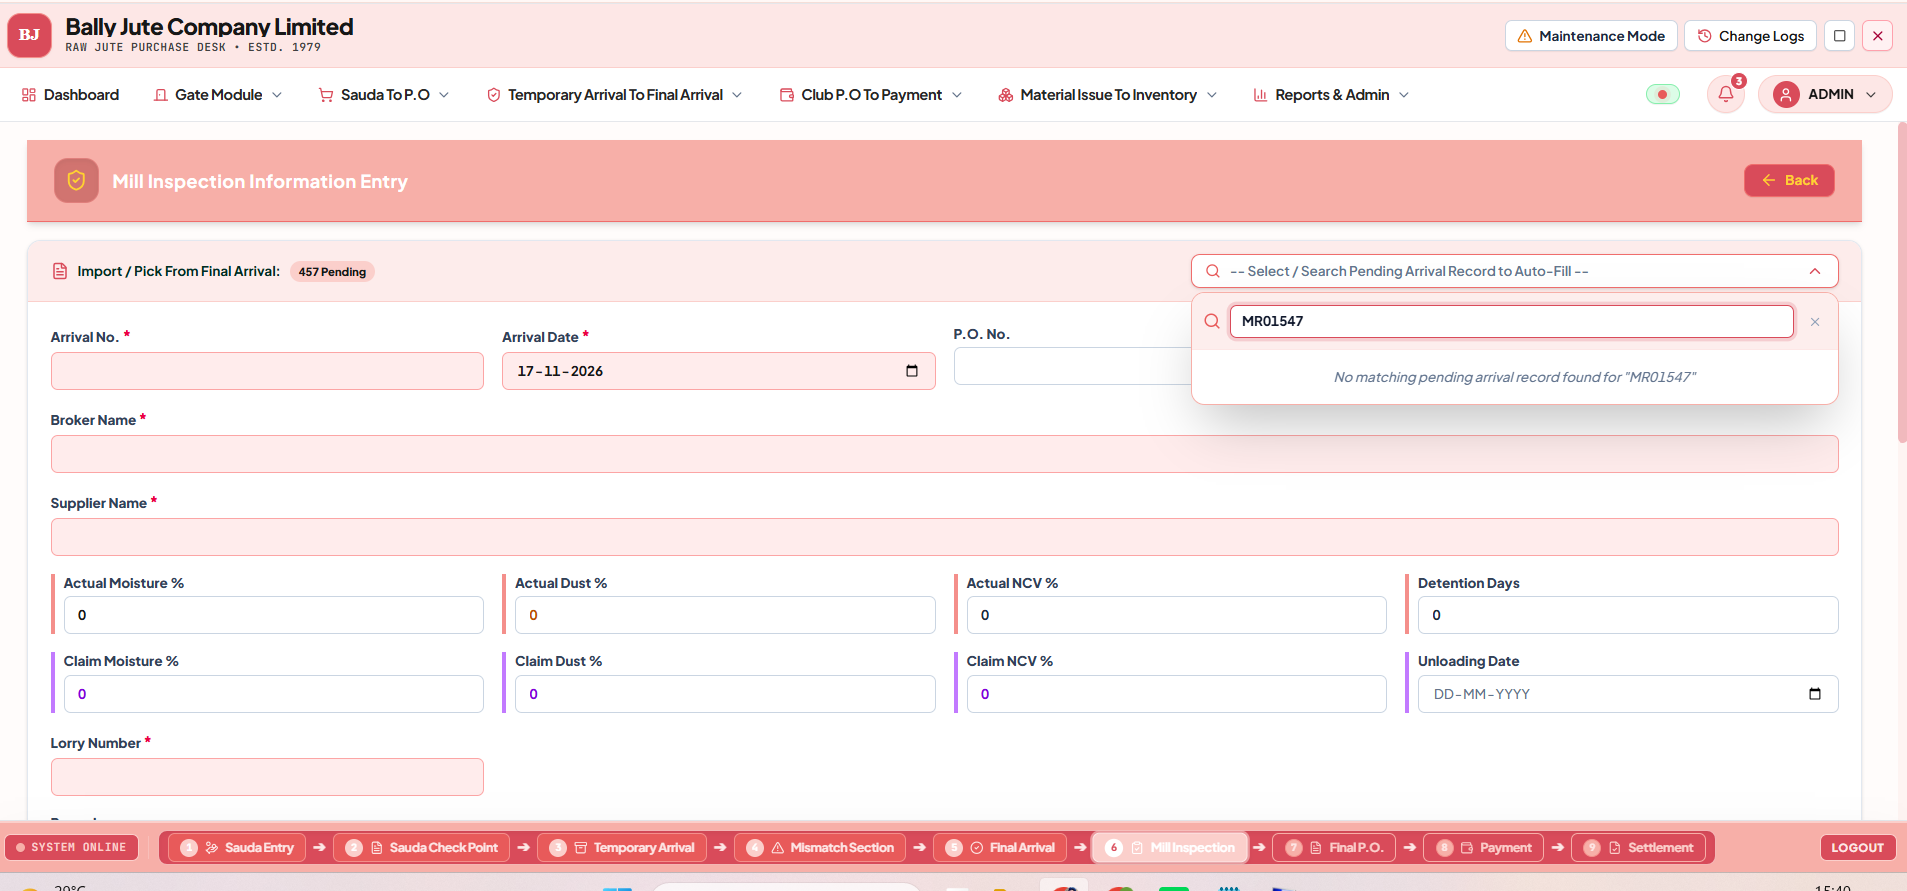 BJ
Bally Jute Company Limited
RAW JUTE PURCHASE DESK • ESTD. 1979
Maintenance Mode
Change Logs
Dashboard
Gate Module
Sauda To P.O
Temporary Arrival To Final Arrival
Club P.O To Payment
Material Issue To Inventory
Reports & Admin
3
ADMIN
Mill Inspection Information Entry
Back
Import / Pick From Final Arrival:
457 Pending
-- Select / Search Pending Arrival Record to Auto-Fill --
MR01547
No matching pending arrival record found for "MR01547"
Arrival No. *
Arrival Date *
P.O. No.
17-11-2026
Broker Name *
Supplier Name *
Actual Moisture %
Actual Dust %
Actual NCV %
Detention Days
0
0
0
0
Claim Moisture %
Claim Dust %
Claim NCV %
Unloading Date
0
0
0
DD-MM-YYYY
Lorry Number *
SYSTEM ONLINE
1 Sauda Entry
2 Sauda Check Point
3 Temporary Arrival
4 Mismatch Section
5 Final Arrival
6 Mill Inspection
7 Final P.O.
8 Payment
9 Settlement
LOGOUT
29°C
15:40